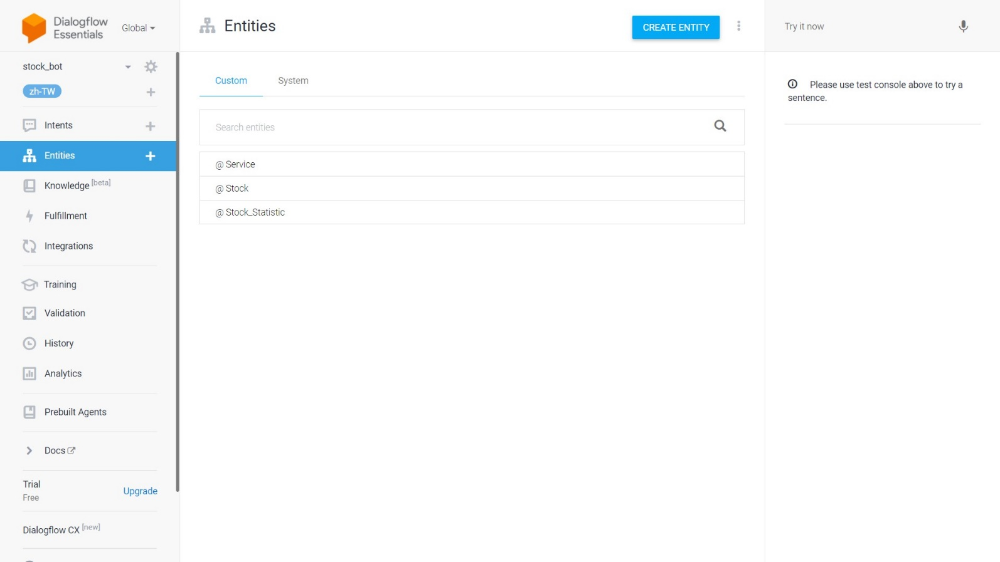 Dialogflow
Essentials
Global
stock_bot
zh-TW
Intents
Entities
Knowledge [beta]
Fulfillment
Integrations
Training
Validation
History
Analytics
Prebuilt Agents
Docs
Trial
Free
Upgrade
Dialogflow CX [new]
Entities
CREATE ENTITY
Custom
System
Search entities
@ Service
@ Stock
@ Stock_Statistic
Try it now
Please use test console above to try a
sentence.